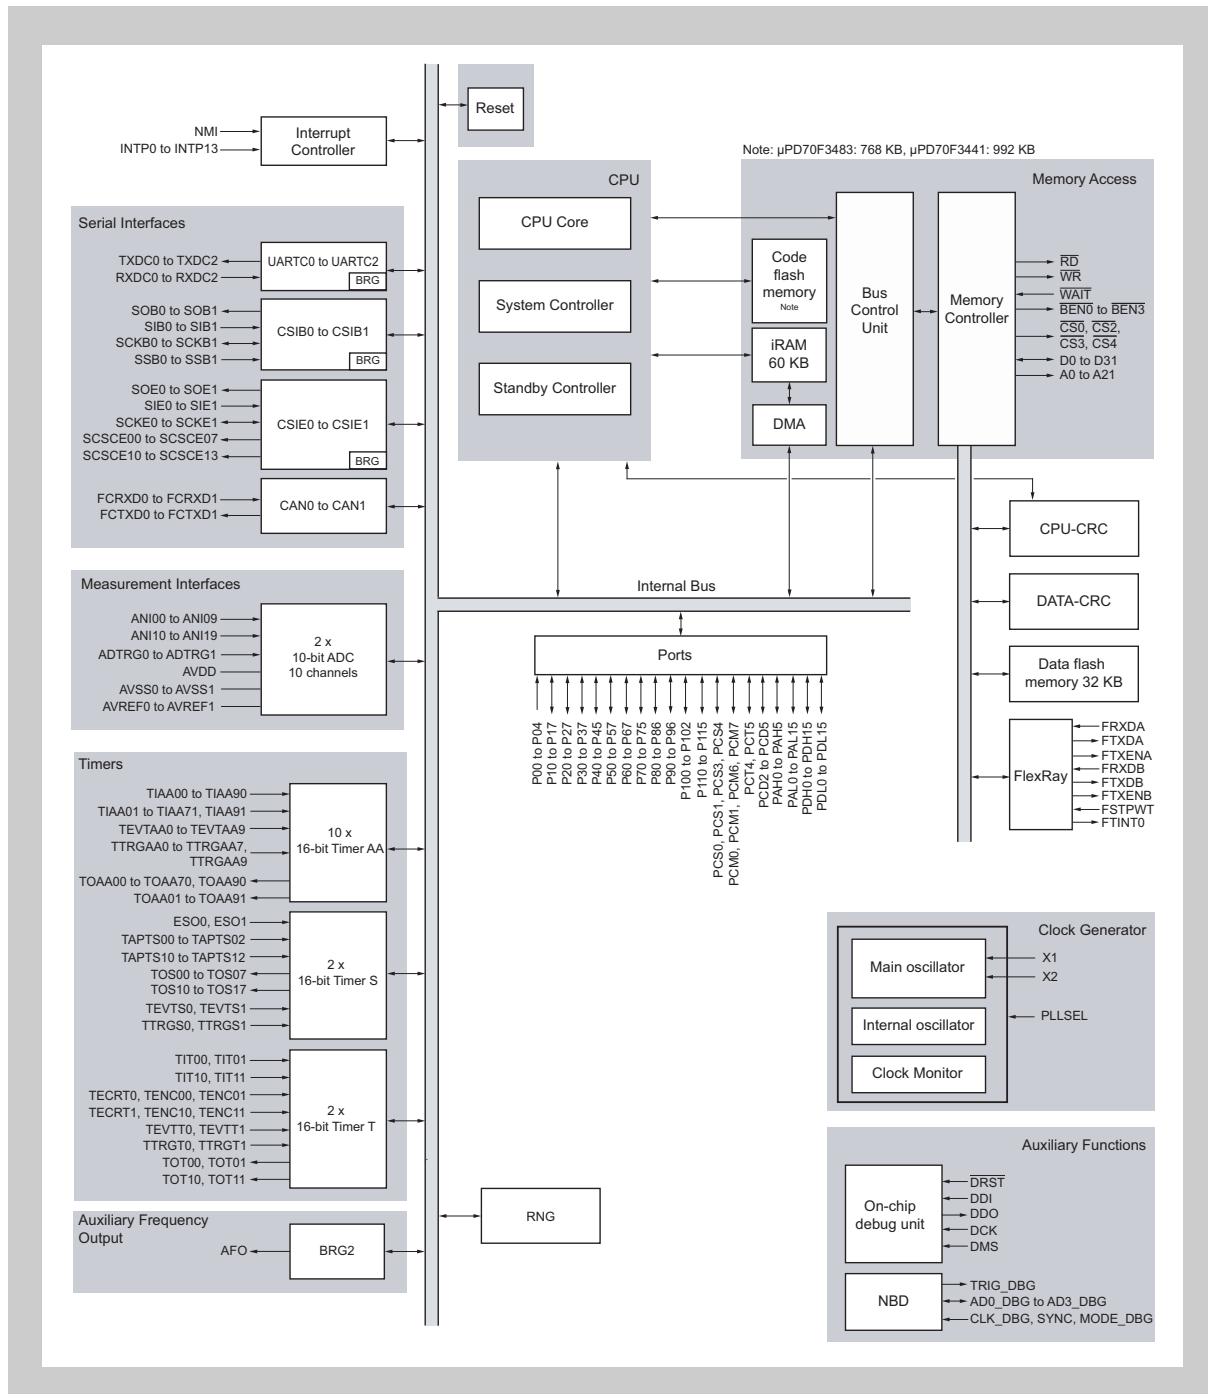 Reset
NMI
INTP0 to INTP13
Interrupt
Controller
Note: µPD70F3483: 768 KB, µPD70F3441: 992 KB
CPU
CPU Core
System Controller
Standby Controller
Memory Access
Code
flash
memory
Note
iRAM
60 KB
DMA
Bus
Control
Unit
Memory
Controller
RD
WR
WAIT
BEN0 to BEN3
CS0, CS2,
CS3, CS4
D0 to D31
A0 to A21
Serial Interfaces
TXDC0 to TXDC2
RXDC0 to RXDC2
UARTC0 to UARTC2
BRG
SOB0 to SOB1
SIB0 to SIB1
SCKB0 to SCKB1
SSB0 to SSB1
CSIB0 to CSIB1
BRG
SOE0 to SOE1
SIE0 to SIE1
SCKE0 to SCKE1
SCSCE00 to SCSCE07
SCSCE10 to SCSCE13
CSIE0 to CSIE1
BRG
FCRXD0 to FCRXD1
FCTXD0 to FCTXD1
CAN0 to CAN1
CPU-CRC
DATA-CRC
Data flash
memory 32 KB
FlexRay
FRXDA
FTXDA
FTXENA
FRXDB
FTXDB
FTXENB
FSTPWT
FTINT0
Measurement Interfaces
ANI00 to ANI09
ANI10 to ANI19
ADTRG0 to ADTRG1
AVDD
AVSS0 to AVSS1
AVREF0 to AVREF1
2 x
10-bit ADC
10 channels
Internal Bus
Ports
P00 to P04
P10 to P17
P20 to P27
P30 to P37
P40 to P45
P50 to P57
P60 to P67
P70 to P75
P80 to P86
P90 to P96
P100 to P102
P110 to P115
PCS0, PCS1, PCS3, PCS4
PCM0, PCM1, PCM6, PCM7
PCT4, PCT5
PCD2 to PCD5
PAH0 to PAH5
PAL0 to PAL15
PDH0 to PDH15
PDL0 to PDL15
Timers
TIAA00 to TIAA90
TIAA01 to TIAA71, TIAA91
TEVTAA0 to TEVTAA9
TTRGAA0 to TTRGAA7,
TTRGAA9
TOAA00 to TOAA70, TOAA90
TOAA01 to TOAA91
10 x
16-bit Timer AA
ESO0, ESO1
TAPTS00 to TAPTS02
TAPTS10 to TAPTS12
TOS00 to TOS07
TOS10 to TOS17
TEVTS0, TEVTS1
TTRGS0, TTRGS1
2 x
16-bit Timer S
TIT00, TIT01
TIT10, TIT11
TECRT0, TENC00, TENC01
TECRT1, TENC10, TENC11
TEVTT0, TEVTT1
TTRGT0, TTRGT1
TOT00, TOT01
TOT10, TOT11
2 x
16-bit Timer T
Auxiliary Frequency
Output
AFO
BRG2
RNG
Clock Generator
Main oscillator
Internal oscillator
Clock Monitor
X1
X2
PLLSEL
Auxiliary Functions
On-chip
debug unit
DRST
DDI
DDO
DCK
DMS
NBD
TRIG_DBG
AD0_DBG to AD3_DBG
CLK_DBG, SYNC, MODE_DBG